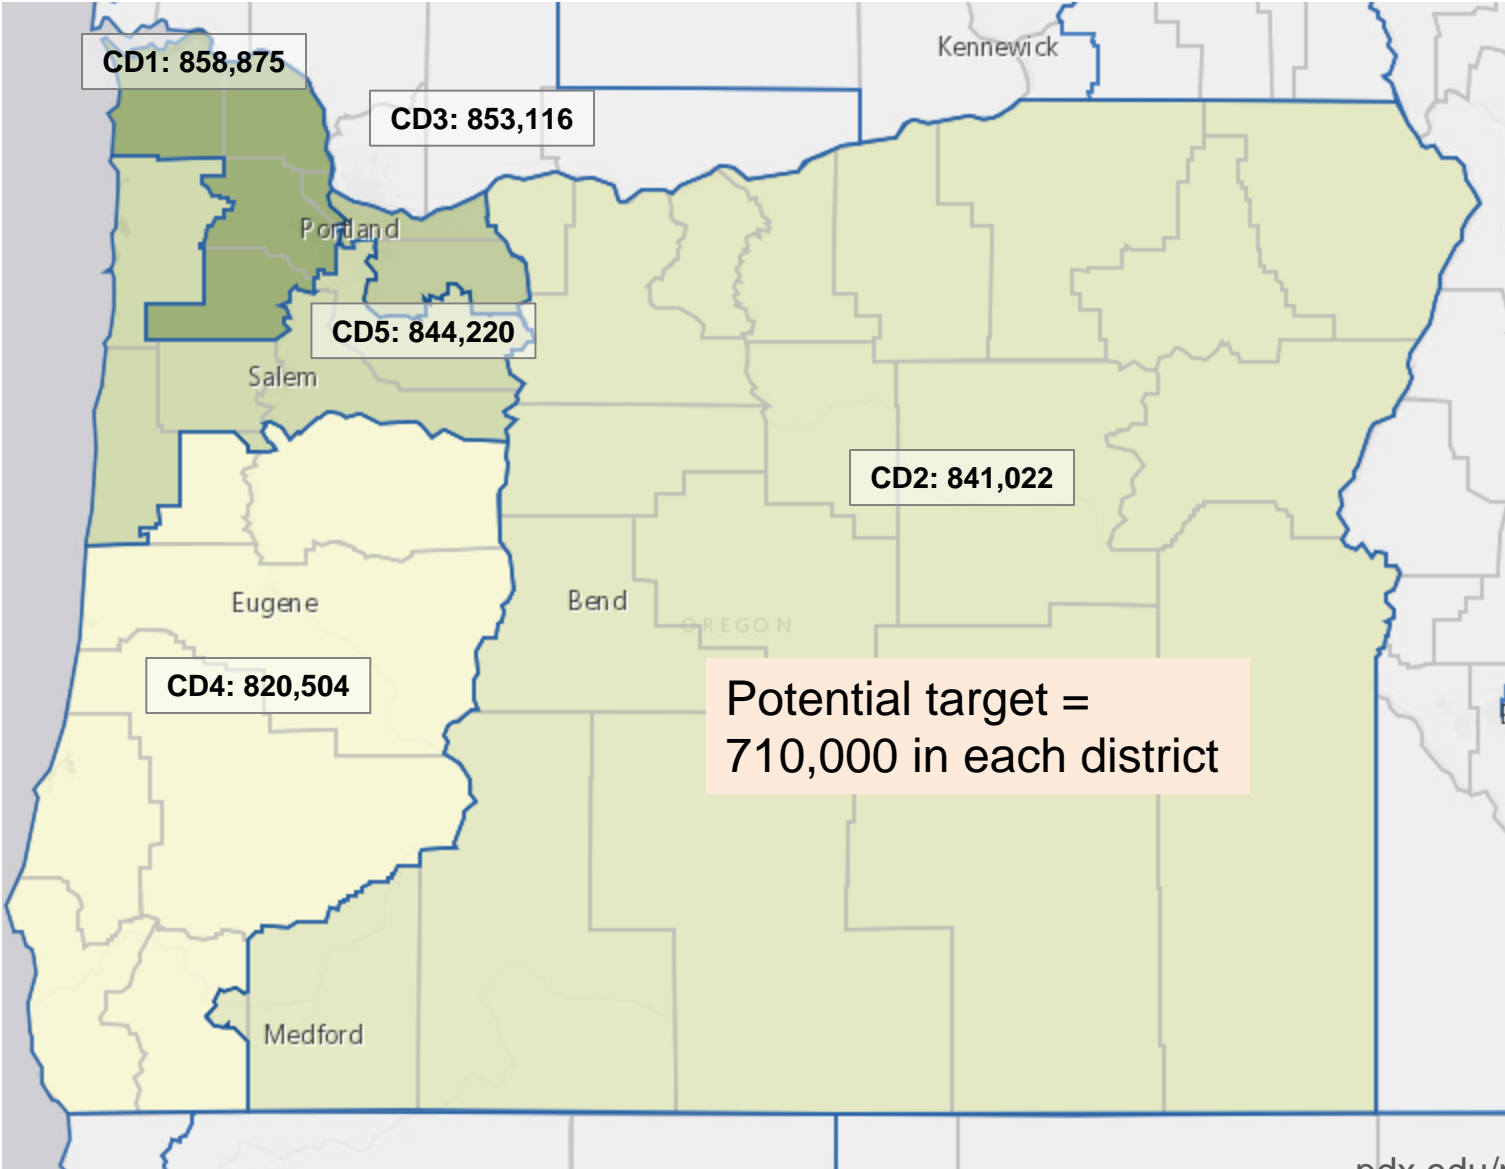 Kennewick
CD1: 858,875
CD3: 853,116
Portland
CD5: 844,220
Salem
CD2: 841,022
Eugene
Bend
OREGON
CD4: 820,504
Potential target =
710,000 in each district
Medford